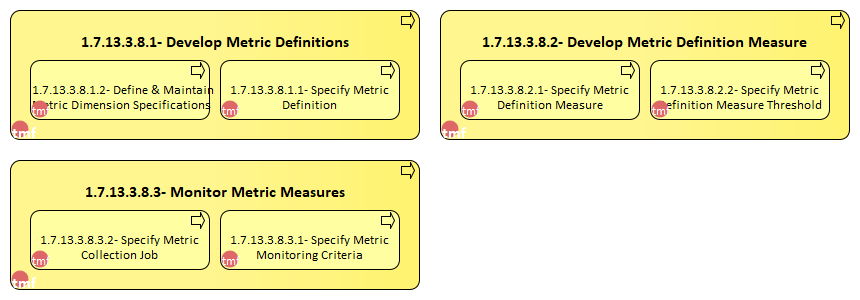 1.7.13.3.8.1- Develop Metric Definitions
1.7.13.3.8.1.2- Define & Maintain
Metric Dimension Specifications
tmf
1.7.13.3.8.1.1- Specify Metric
Definition
tmf
tmf
1.7.13.3.8.2- Develop Metric Definition Measure
1.7.13.3.8.2.1- Specify Metric
Definition Measure
tmf
1.7.13.3.8.2.2- Specify Metric
Definition Measure Threshold
tmf
tmf
1.7.13.3.8.3- Monitor Metric Measures
1.7.13.3.8.3.2- Specify Metric
Collection Job
tmf
1.7.13.3.8.3.1- Specify Metric
Monitoring Criteria
tmf
tmf